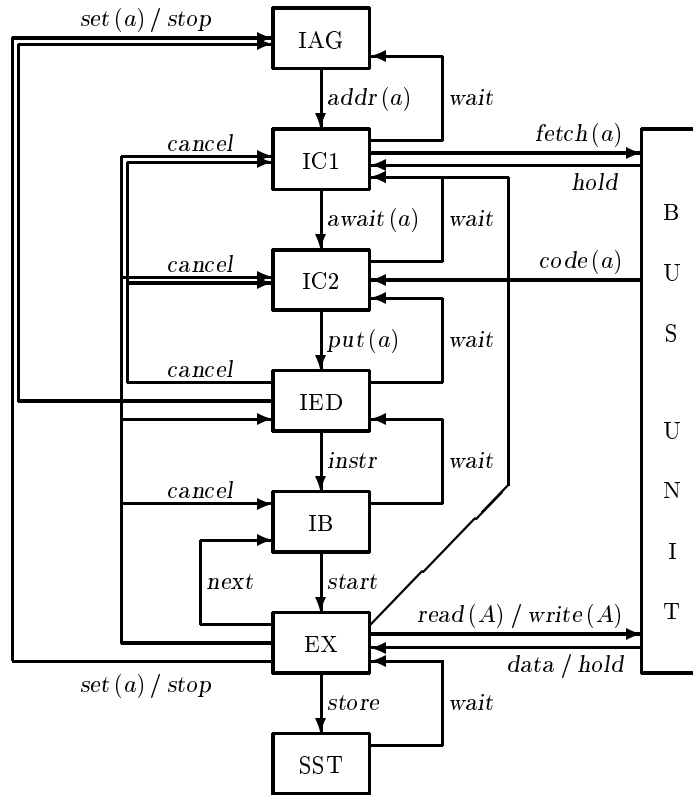 set(a) / stop
IAG
addr(a)
wait
cancel
IC1
fetch(a)
hold
await(a)
wait
cancel
IC2
code(a)
put(a)
wait
cancel
IED
instr
wait
cancel
IB
next
start
read(A) / write(A)
EX
data / hold
set(a) / stop
store
wait
SST
B
U
S
U
N
I
T